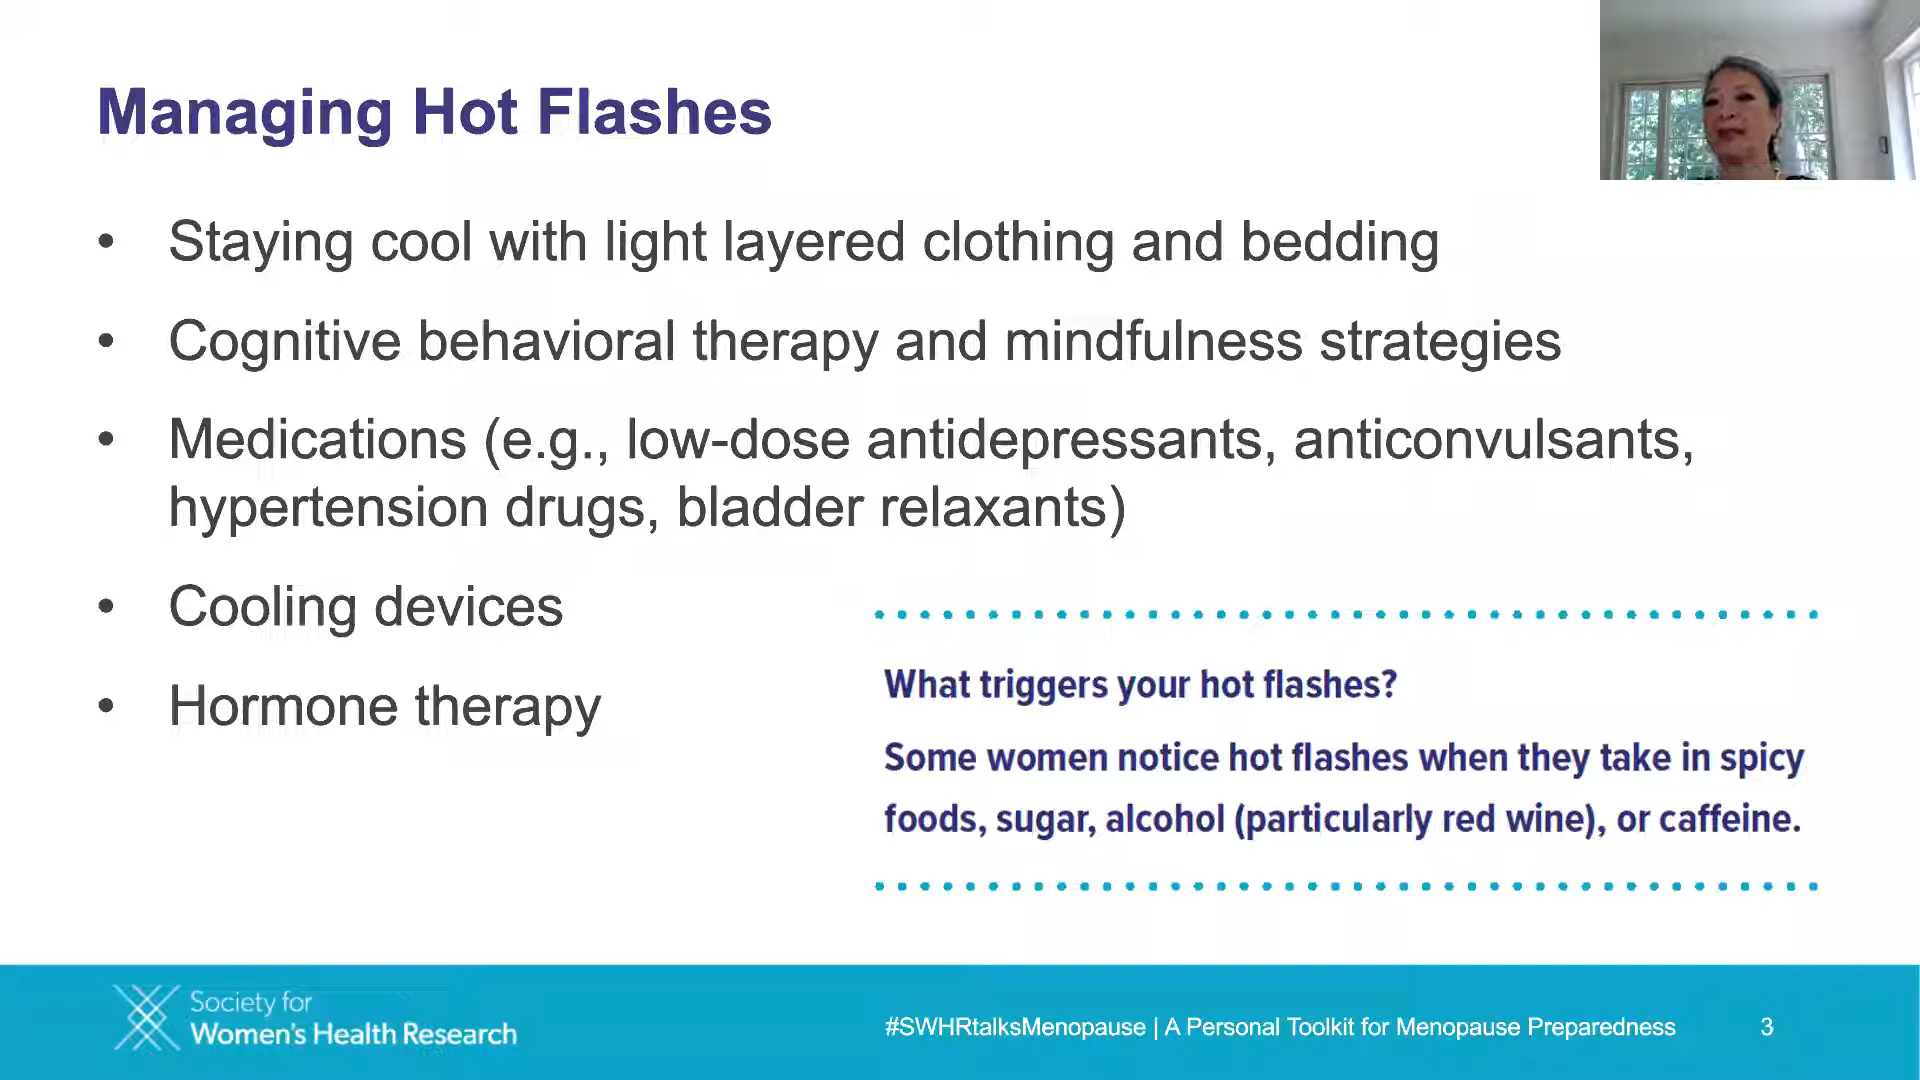 Managing Hot Flashes
• Staying cool with light layered clothing and bedding
• Cognitive behavioral therapy and mindfulness strategies
• Medications (e.g., low-dose antidepressants, anticonvulsants,
hypertension drugs, bladder relaxants)
• Cooling devices
• Hormone therapy
What triggers your hot flashes?
Some women notice hot flashes when they take in spicy
foods, sugar, alcohol (particularly red wine), or caffeine.
Society for
Women's Health Research
#SWHRtalksMenopause | A Personal Toolkit for Menopause Preparedness 3